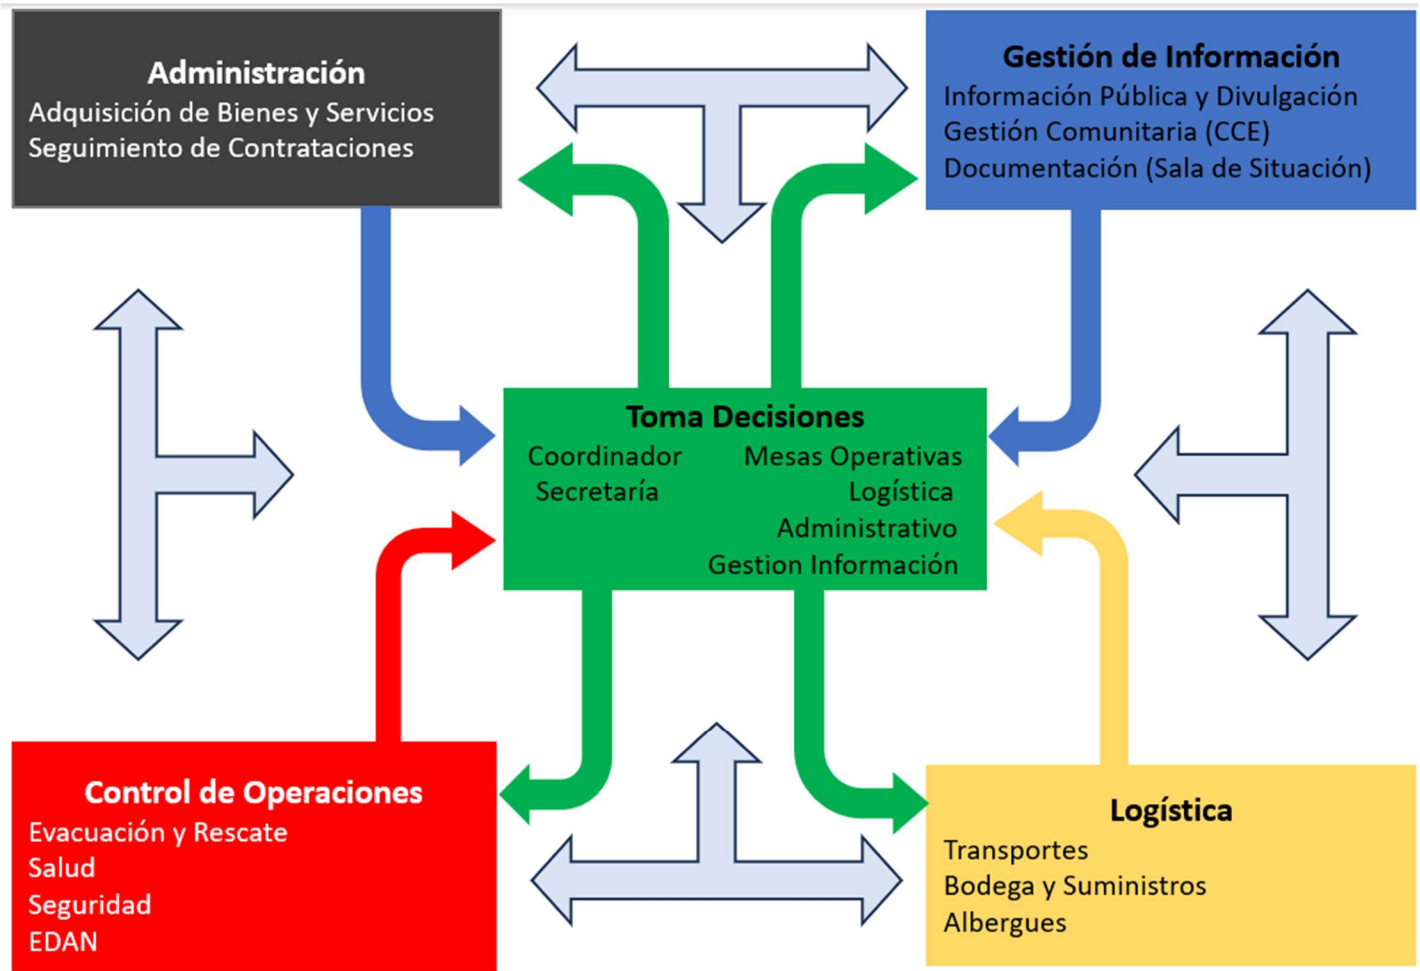 Administración
Adquisición de Bienes y Servicios
Seguimiento de Contrataciones
Gestión de Información
Información Pública y Divulgación
Gestión Comunitaria (CCE)
Documentación (Sala de Situación)
Toma Decisiones
Coordinador
Secretaría
Mesas Operativas
Logística
Administrativo
Gestion Información
Control de Operaciones
Evacuación y Rescate
Salud
Seguridad
EDAN
Logística
Transportes
Bodega y Suministros
Albergues